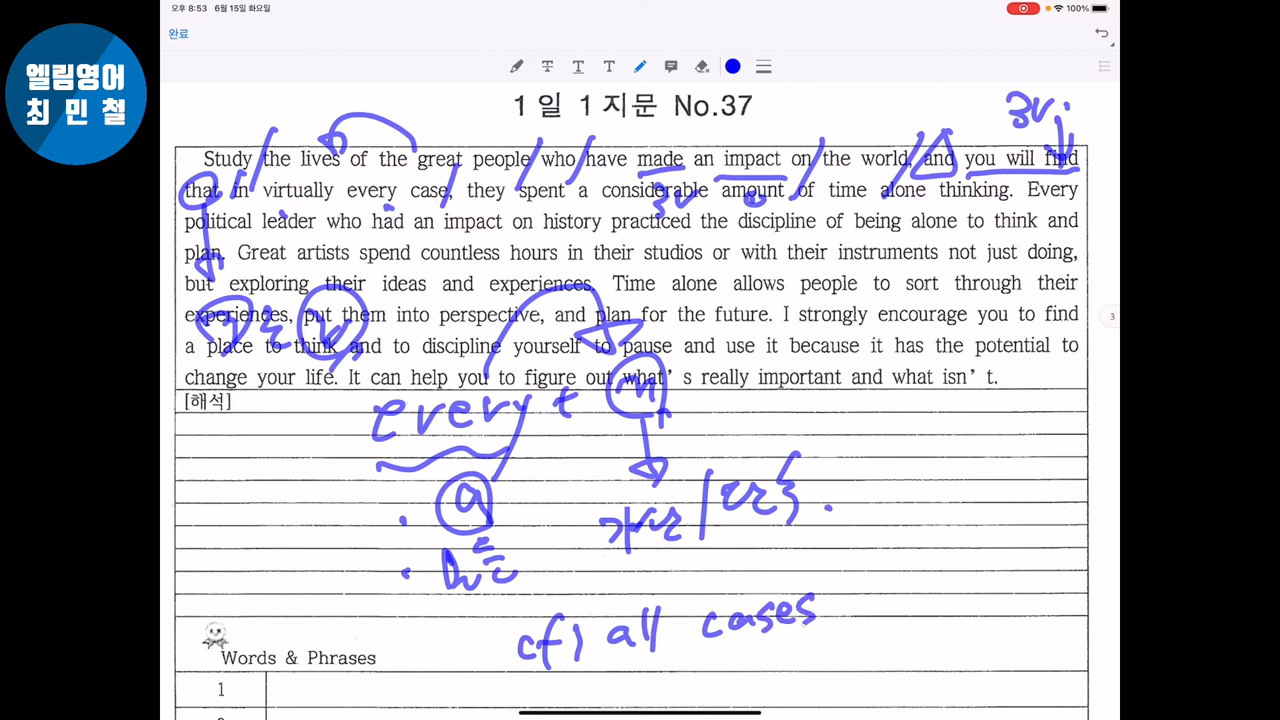 오후 8:53 6월 15일 화요일
100%
완료
엘림영어
최 민 철
1 일 1 지문 No.37
3v
Study the lives of the great people who have made an impact on the world, and you will find
that in virtually every case, they spent a considerable amount of time alone thinking. Every
political leader who had an impact on history practiced the discipline of being alone to think and
plan. Great artists spend countless hours in their studios or with their instruments not just doing,
but exploring their ideas and experiences. Time alone allows people to sort through their
experiences, put them into perspective, and plan for the future. I strongly encourage you to find
a place to think and to discipline yourself to pause and use it because it has the potential to
change your life. It can help you to figure out what's really important and what isn't.
3v
o
[해석]
every + n
a
모든
cf) all cases
Words & Phrases
1
3